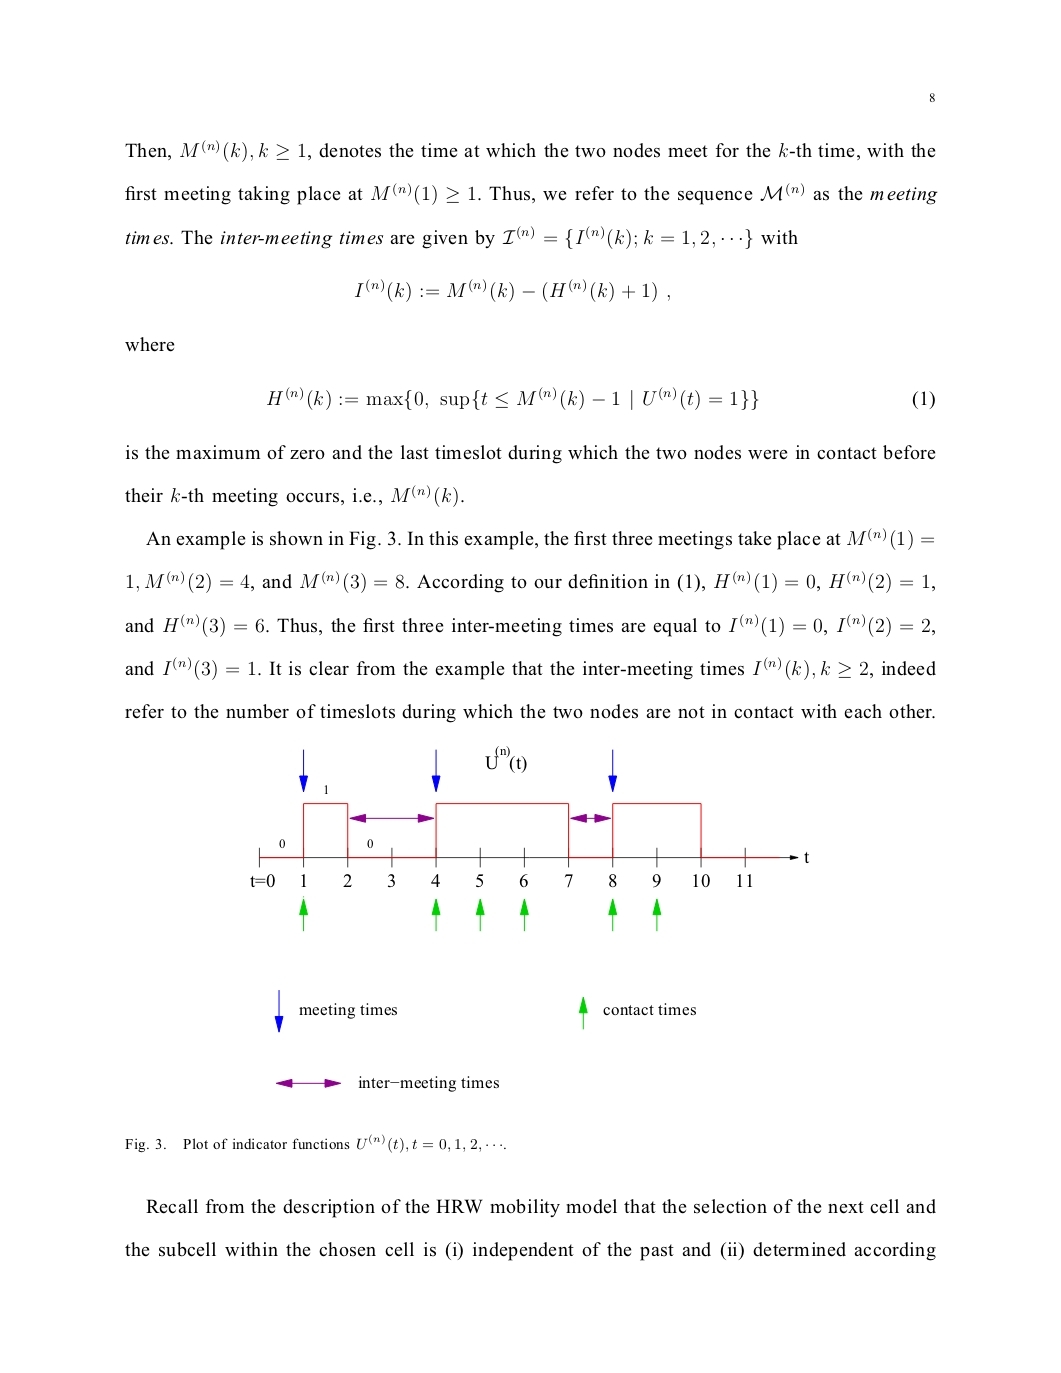 8
Then, M^(n)(k), k ≥ 1, denotes the time at which the two nodes meet for the k-th time, with the
first meeting taking place at M^(n)(1) ≥ 1. Thus, we refer to the sequence ℳ^(n) as the meeting
times. The inter-meeting times are given by ℐ^(n) = {I^(n)(k); k = 1, 2, ···} with
I^(n)(k) := M^(n)(k) − (H^(n)(k) + 1) ,
where
H^(n)(k) := max{0, sup{t ≤ M^(n)(k) − 1 | U^(n)(t) = 1}} (1)
is the maximum of zero and the last timeslot during which the two nodes were in contact before
their k-th meeting occurs, i.e., M^(n)(k).
An example is shown in Fig. 3. In this example, the first three meetings take place at M^(n)(1) =
1, M^(n)(2) = 4, and M^(n)(3) = 8. According to our definition in (1), H^(n)(1) = 0, H^(n)(2) = 1,
and H^(n)(3) = 6. Thus, the first three inter-meeting times are equal to I^(n)(1) = 0, I^(n)(2) = 2,
and I^(n)(3) = 1. It is clear from the example that the inter-meeting times I^(n)(k), k ≥ 2, indeed
refer to the number of timeslots during which the two nodes are not in contact with each other.
U^(n)(t)
1
0 0
t
t=0 1 2 3 4 5 6 7 8 9 10 11
meeting times contact times
inter−meeting times
Fig. 3. Plot of indicator functions U^(n)(t), t = 0, 1, 2, ···.
Recall from the description of the HRW mobility model that the selection of the next cell and
the subcell within the chosen cell is (i) independent of the past and (ii) determined according